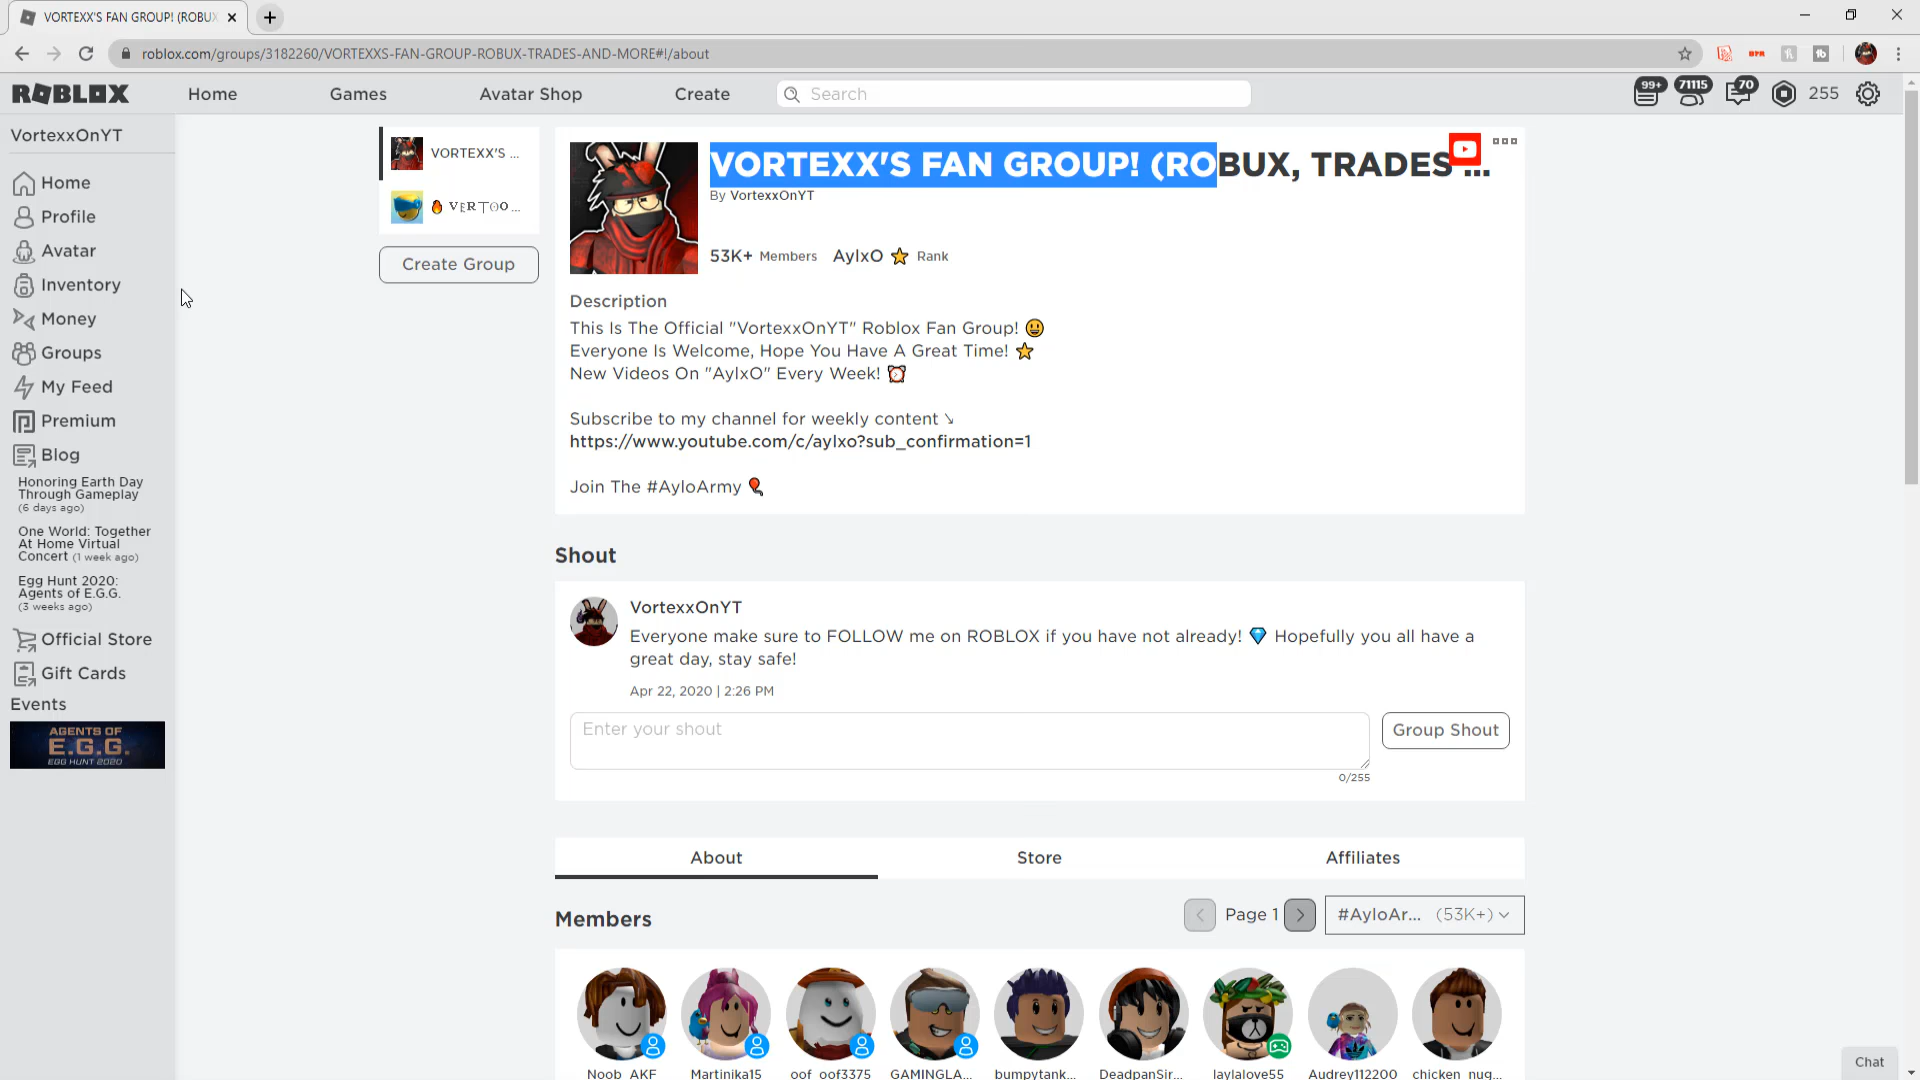 VORTEXX'S FAN GROUP! (ROBUX
roblox.com/groups/3182260/VORTEXXS-FAN-GROUP-ROBUX-TRADES-AND-MORE#!/about
ROBLOX
Home
Games
Avatar Shop
Create
Search
99+
71115
70
255
VortexxOnYT
Home
Profile
Avatar
Inventory
Money
Groups
My Feed
Premium
Blog
Honoring Earth Day
Through Gameplay
(6 days ago)
One World: Together
At Home Virtual
Concert (1 week ago)
Egg Hunt 2020:
Agents of E.G.G.
(3 weeks ago)
Official Store
Gift Cards
Events
AGENTS OF
E.G.G.
EGG HUNT 2020
VORTEXX'S ...
🔥 VERTOO...
Create Group
VORTEXX'S FAN GROUP! (ROBUX, TRADES ...
By VortexxOnYT
53K+ Members
AylxO ⭐ Rank
Description
This Is The Official "VortexxOnYT" Roblox Fan Group! 😃
Everyone Is Welcome, Hope You Have A Great Time! ⭐
New Videos On "AylxO" Every Week! ⏰
Subscribe to my channel for weekly content ↘
https://www.youtube.com/c/aylxo?sub_confirmation=1
Join The #AyloArmy 🎈
Shout
VortexxOnYT
Everyone make sure to FOLLOW me on ROBLOX if you have not already! 💎 Hopefully you all have a
great day, stay safe!
Apr 22, 2020 | 2:26 PM
Enter your shout
Group Shout
0/255
About
Store
Affiliates
Members
Page 1
#AyloAr... (53K+)
Noob_AKF
Martinika15
oof_oof3375
GAMINGLA...
bumpytank...
DeadpanSir...
laylalove55
Audrey112200
chicken_nug...
Chat